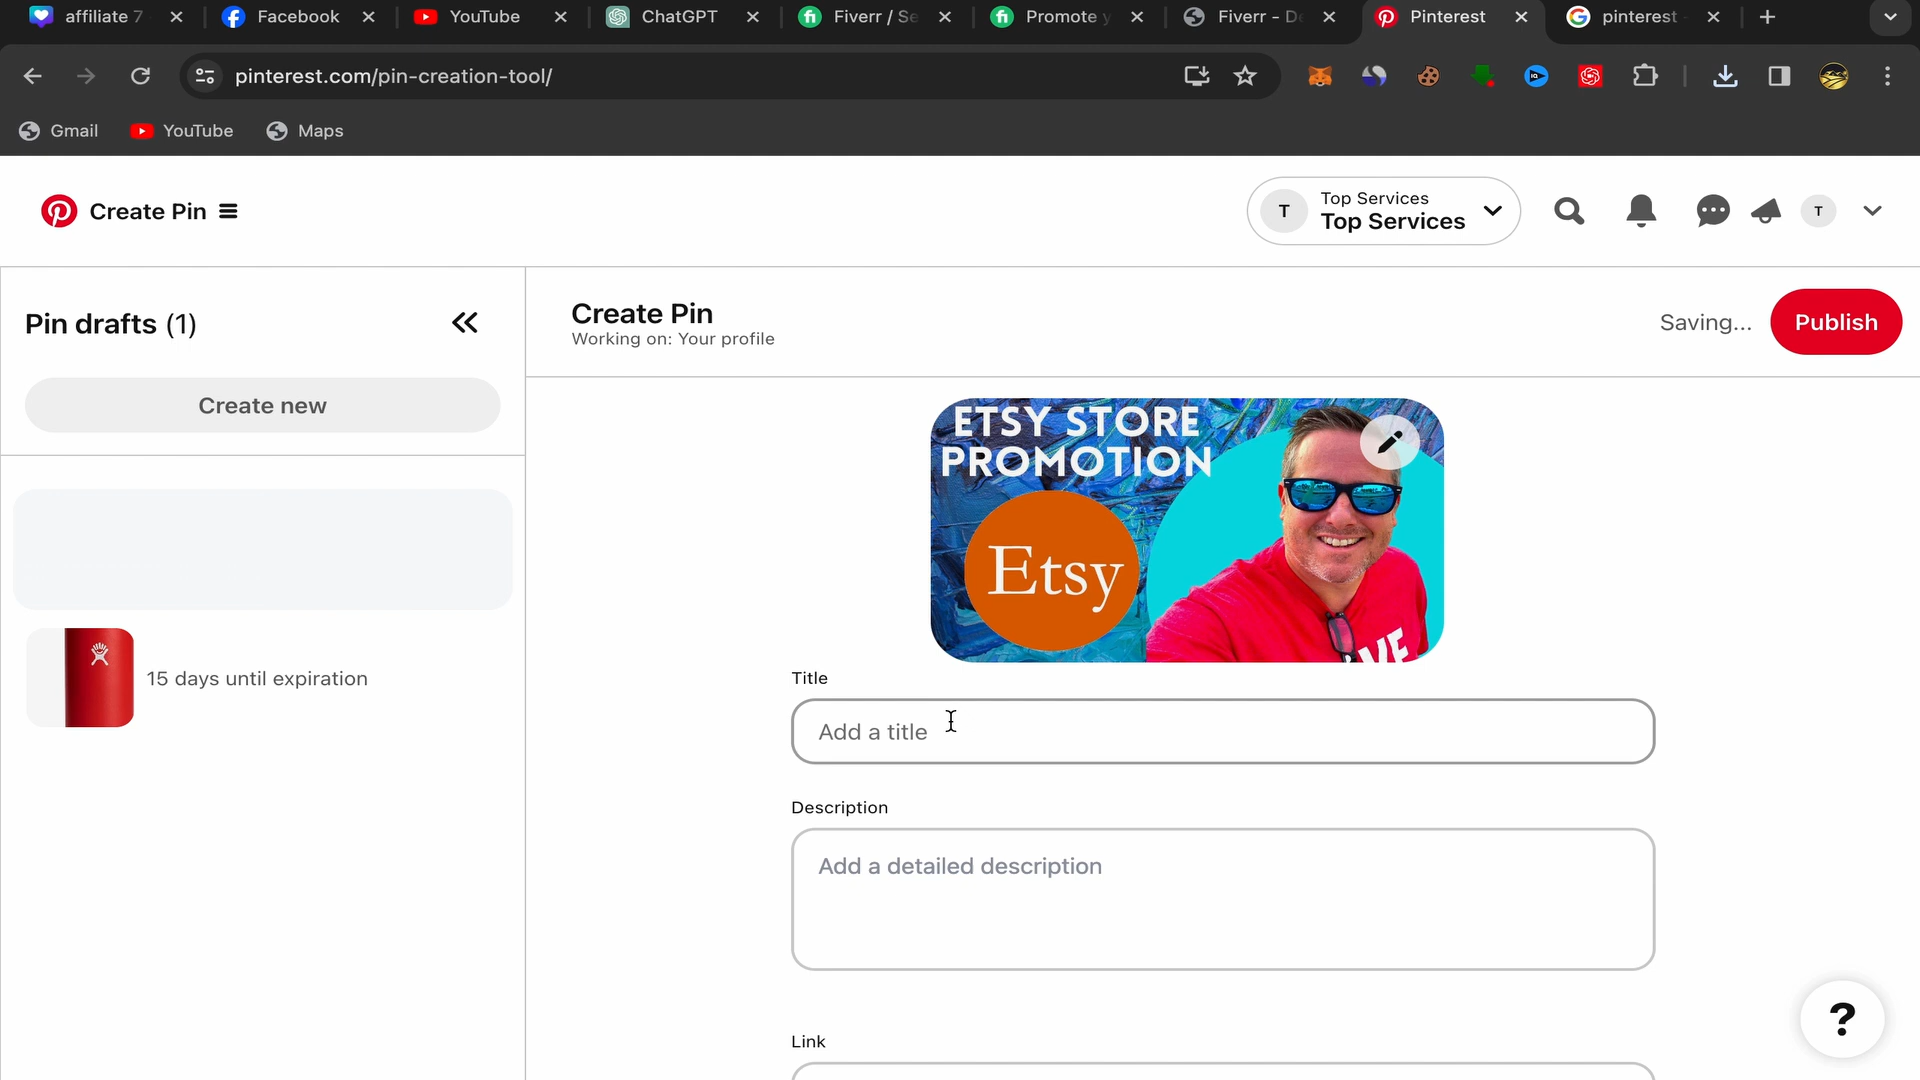 affiliate 7
Facebook
YouTube
ChatGPT
Fiverr / Se
Promote y
Fiverr - De
Pinterest
pinterest -
pinterest.com/pin-creation-tool/
Gmail
YouTube
Maps
Create Pin
T
Top Services
Top Services
T
Pin drafts (1)
Create Pin
Working on: Your profile
Saving...
Publish
Create new
ETSY STORE
PROMOTION
Etsy
15 days until expiration
Title
Add a title
Description
Add a detailed description
Link
?